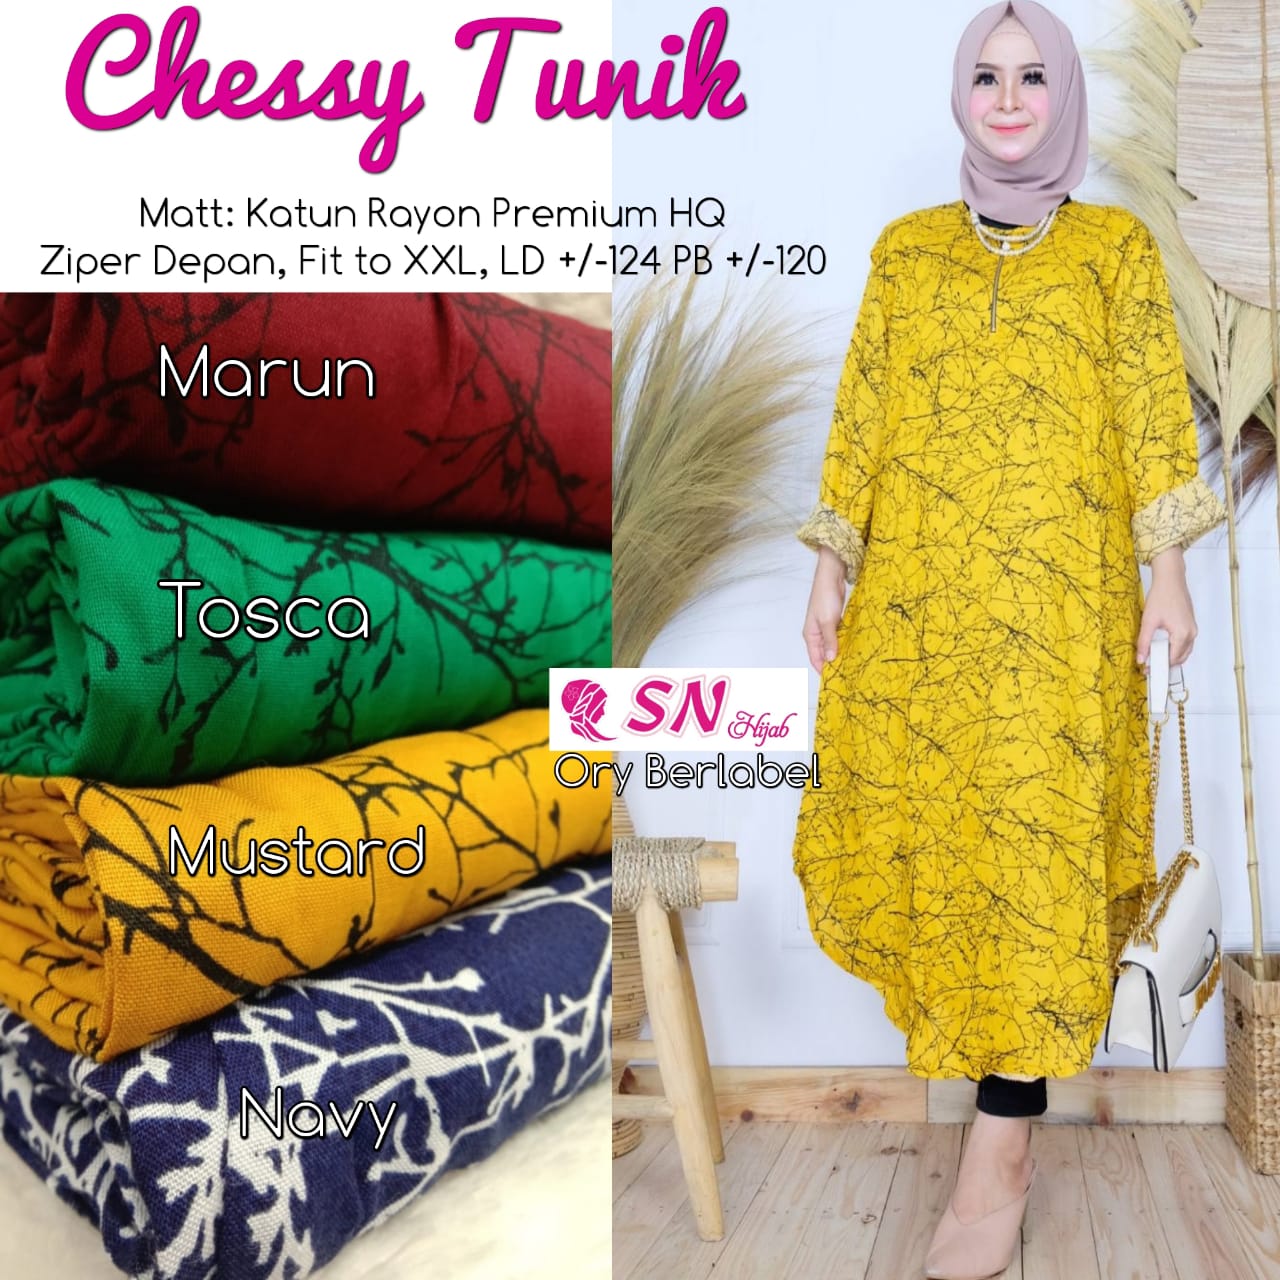 Chessy Tunik
Matt: Katun Rayon Premium HQ
Ziper Depan, Fit to XXL, LD +/-124 PB +/-120
Marun
Tosca
Mustard
Navy
SN Hijab
Ory Berlabel